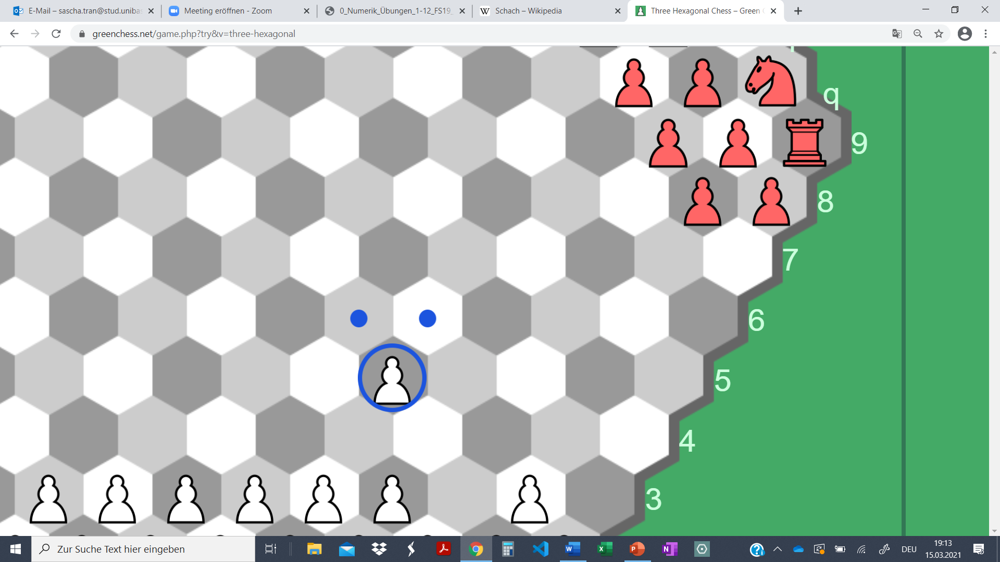 E-Mail – sascha.tran@stud.uniba
Meeting eröffnen - Zoom
0_Numerik_Übungen_1-12_FS19_
Schach – Wikipedia
Three Hexagonal Chess – Green
greenchess.net/game.php?try&v=three-hexagonal
q
9
8
7
6
5
4
3
Zur Suche Text hier eingeben
DEU
19:13
15.03.2021